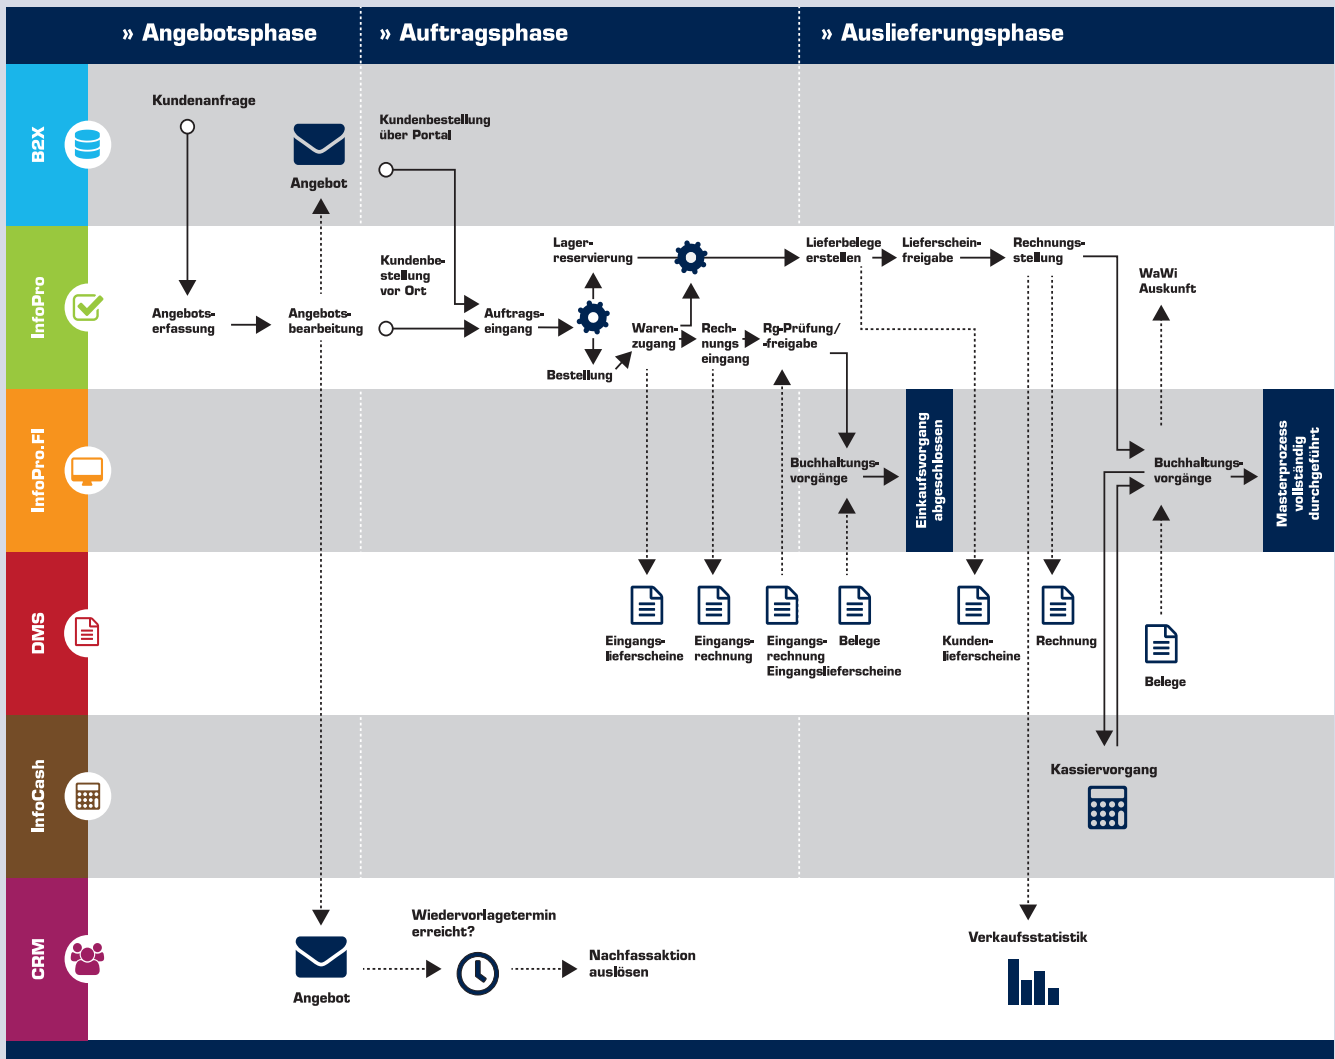 » Angebotsphase
» Auftragsphase
» Auslieferungsphase
B2X
Kundenanfrage
Angebot
Kundenbestellung
über Portal
InfoPro
Angebots-
erfassung
Angebots-
bearbeitung
Kundenbe-
stellung
vor Ort
Auftrags-
eingang
Lager-
reservierung
Bestellung
Waren-
zugang
Rech-
nungs
eingang
Rg-Prüfung/
-freigabe
Lieferbelege
erstellen
Lieferschein-
freigabe
Rechnungs-
stellung
WaWi
Auskunft
InfoPro.FI
Buchhaltungs-
vorgänge
Einkaufsvorgang
abgeschlossen
Buchhaltungs-
vorgänge
Masterprozess
vollständig
durchgeführt
DMS
Eingangs-
lieferscheine
Eingangs-
rechnung
Eingangs-
rechnung
Eingangslieferscheine
Belege
Kunden-
lieferscheine
Rechnung
Belege
InfoCash
Kassiervorgang
CRM
Angebot
Wiedervorlagetermin
erreicht?
Nachfassaktion
auslösen
Verkaufsstatistik